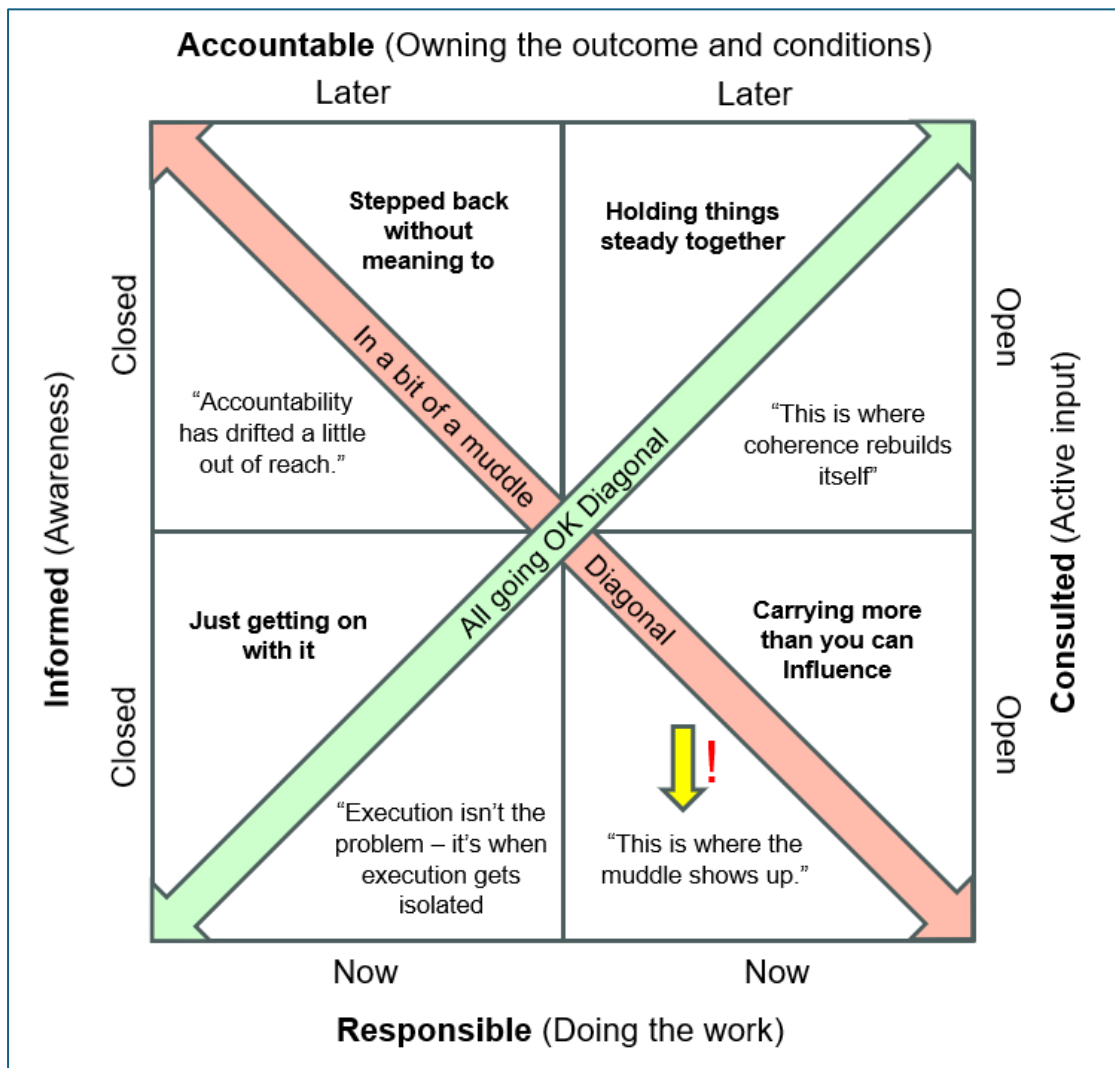 Accountable (Owning the outcome and conditions)
Later
Later
Closed
Open
Informed (Awareness)
Consulted (Active input)
Stepped back
without
meaning to
Holding things
steady together
In a bit of a muddle
“Accountability
has drifted a little
out of reach.”
“This is where
coherence rebuilds
itself”
All going OK Diagonal
Diagonal
Just getting on
with it
Carrying more
than you can
Influence
Closed
Open
!
“Execution isn’t the
problem – it’s when
execution gets
isolated
“This is where the
muddle shows up.”
Now
Now
Responsible (Doing the work)